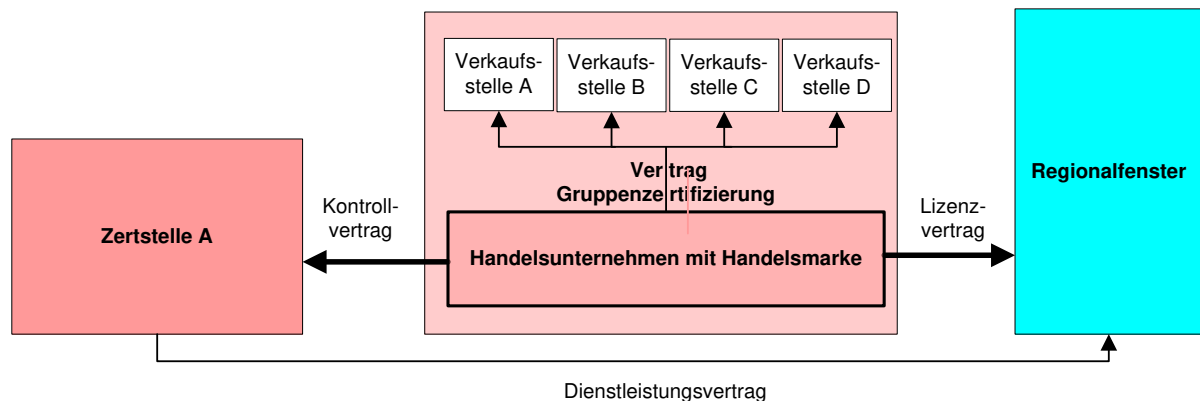 Verkaufs-
stelle A
Verkaufs-
stelle B
Verkaufs-
stelle C
Verkaufs-
stelle D
Vertrag
Gruppenzertifizierung
Regionalfenster
Kontroll-
vertrag
Lizenz-
vertrag
Zertstelle A
Handelsunternehmen mit Handelsmarke
Dienstleistungsvertrag